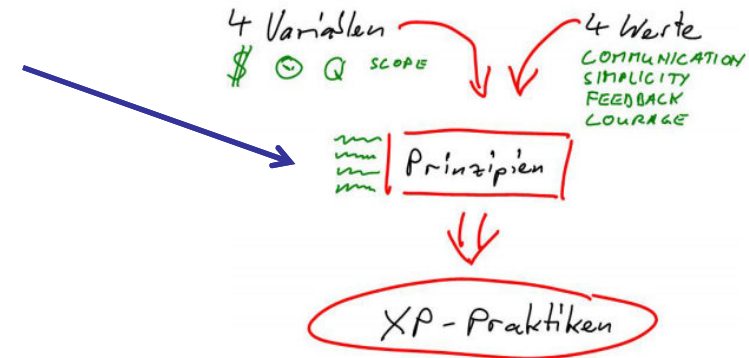 4 Variablen
$ Q SCOPE
4 Werte
COMMUNICATION
SIMPLICITY
FEEDBACK
COURAGE
Prinzipien
XP-Praktiken